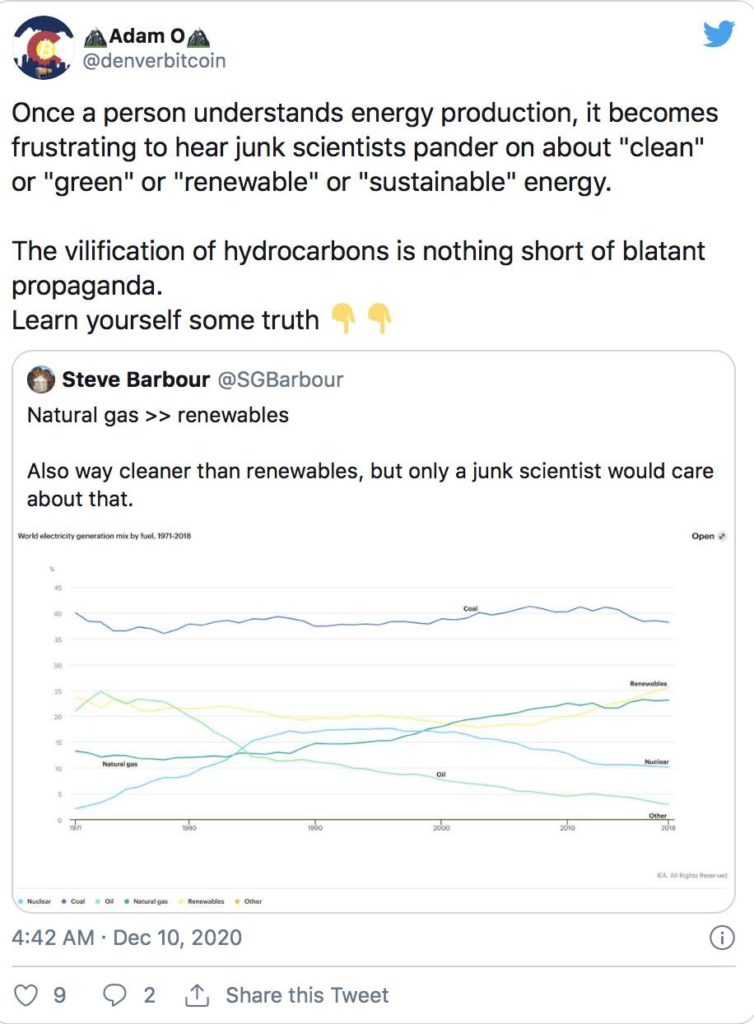 Adam O
@denverbitcoin
Once a person understands energy production, it becomes
frustrating to hear junk scientists pander on about "clean"
or "green" or "renewable" or "sustainable" energy.
The vilification of hydrocarbons is nothing short of blatant
propaganda.
Learn yourself some truth 👇👇
Steve Barbour @SGBarbour
Natural gas >> renewables
Also way cleaner than renewables, but only a junk scientist would care
about that.
World electricity generation mix by fuel, 1971-2018
Open
%
45
40
35
30
25
20
15
10
5
0
Coal
Renewables
Natural gas
Nuclear
Oil
Other
1971 1980 1990 2000 2010 2018
IEA. All Rights Reserved
Nuclear Coal Oil Natural gas Renewables Other
4:42 AM · Dec 10, 2020
9 2 Share this Tweet